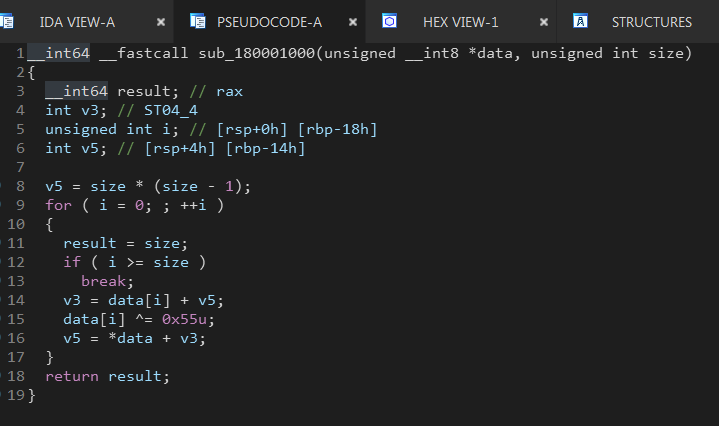 IDA VIEW-A × PSEUDOCODE-A × HEX VIEW-1 × STRUCTURES
1 __int64 __fastcall sub_180001000(unsigned __int8 *data, unsigned int size)
2 {
3   __int64 result; // rax
4   int v3; // ST04_4
5   unsigned int i; // [rsp+0h] [rbp-18h]
6   int v5; // [rsp+4h] [rbp-14h]
7
8   v5 = size * (size - 1);
9   for ( i = 0; ; ++i )
10   {
11     result = size;
12     if ( i >= size )
13       break;
14     v3 = data[i] + v5;
15     data[i] ^= 0x55u;
16     v5 = *data + v3;
17   }
18   return result;
19 }